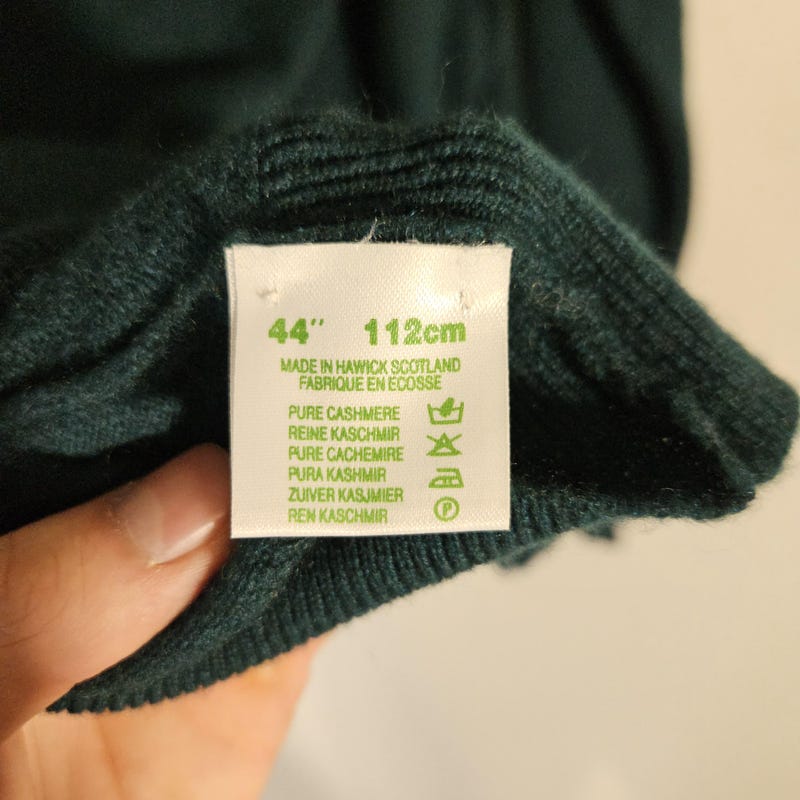 44" 112cm
MADE IN HAWICK SCOTLAND
FABRIQUE EN ECOSSE
PURE CASHMERE
REINE KASCHMIR
PURE CACHEMIRE
PURA KASHMIR
ZUIVER KASJMIER
REN KASCHMIR
P